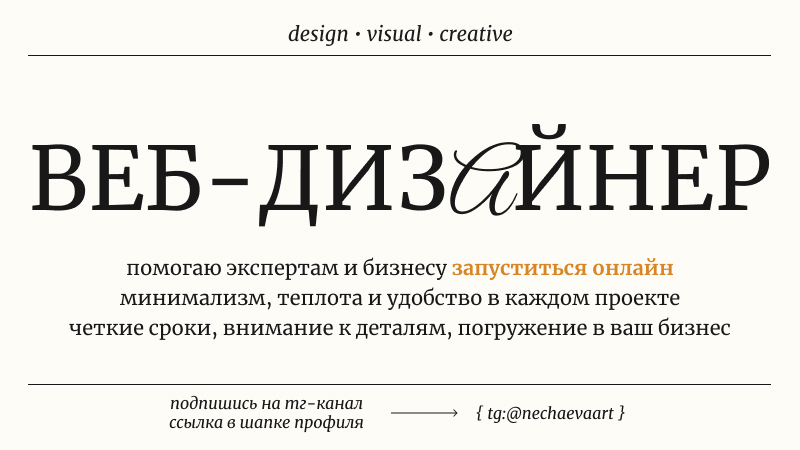 design • visual • creative
ВЕБ-ДИЗАЙНЕР
помогаю экспертам и бизнесу запуститься онлайн
минимализм, теплота и удобство в каждом проекте
четкие сроки, внимание к деталям, погружение в ваш бизнес
подпишись на тг-канал
ссылка в шапке профиля
{ tg:@nechaevaart }